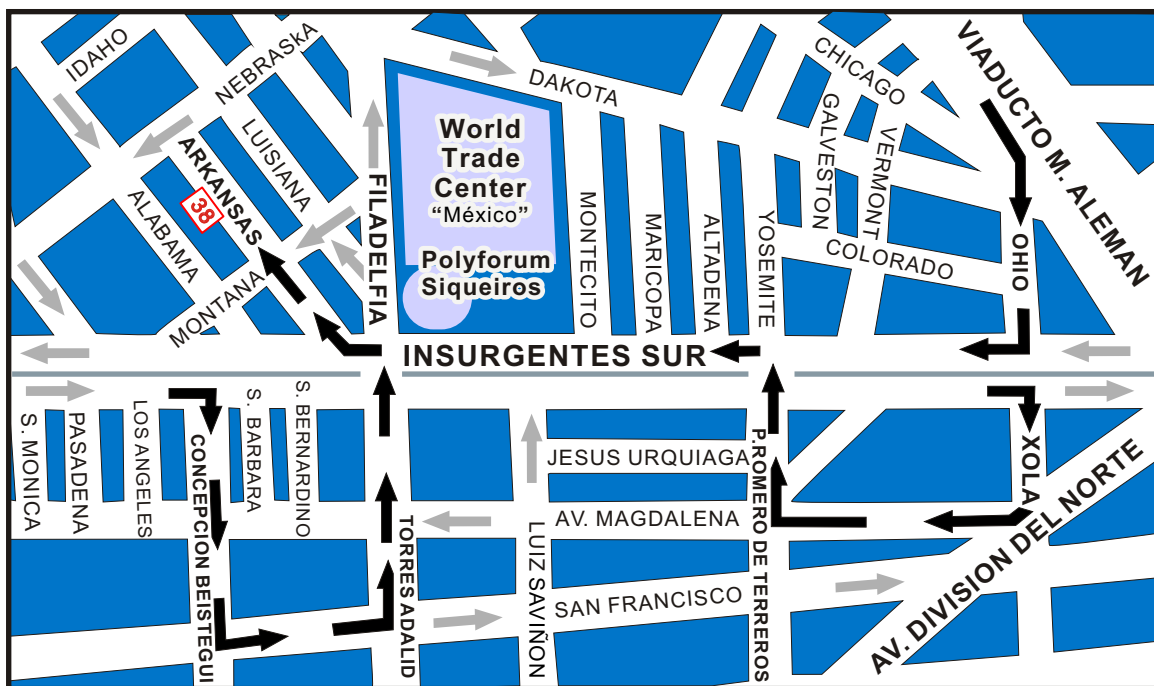 IDAHO
NEBRASkA
DAKOTA
CHICAGO
VIADUCTO M. ALEMAN
LUISIANA
ARKANSAS
38
ALABAMA
MONTANA
FILADELFIA
World
Trade
Center
“México”
Polyforum
Siqueiros
MONTECITO
MARICOPA
ALTADENA
YOSEMITE
GALVESTON
VERMONT
COLORADO
OHIO
INSURGENTES SUR
S. MONICA
PASADENA
LOS ANGELES
CONCEPCION BEISTEGUI
S. BARBARA
S. BERNARDINO
TORRES ADALID
LUIZ SAVIÑON
JESUS URQUIAGA
AV. MAGDALENA
SAN FRANCISCO
P.ROMERO DE TERREROS
XOLA
AV. DIVISION DEL NORTE